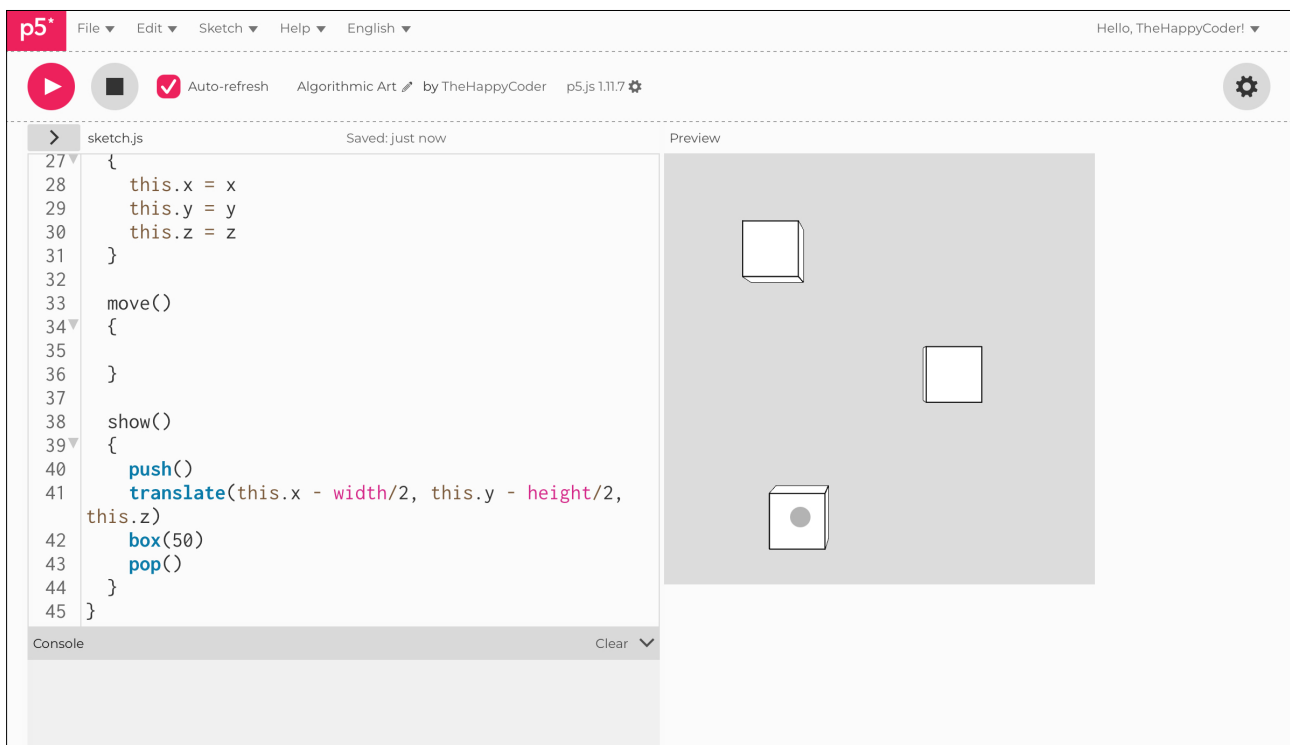 p5* File Edit Sketch Help English Hello, TheHappyCoder!
Auto-refresh Algorithmic Art by TheHappyCoder p5.js 1.11.7
sketch.js Saved: just now Preview
27 {
28 this.x = x
29 this.y = y
30 this.z = z
31 }
32
33 move()
34 {
35
36 }
37
38 show()
39 {
40 push()
41 translate(this.x - width/2, this.y - height/2,
this.z)
42 box(50)
43 pop()
44 }
45 }
Console Clear